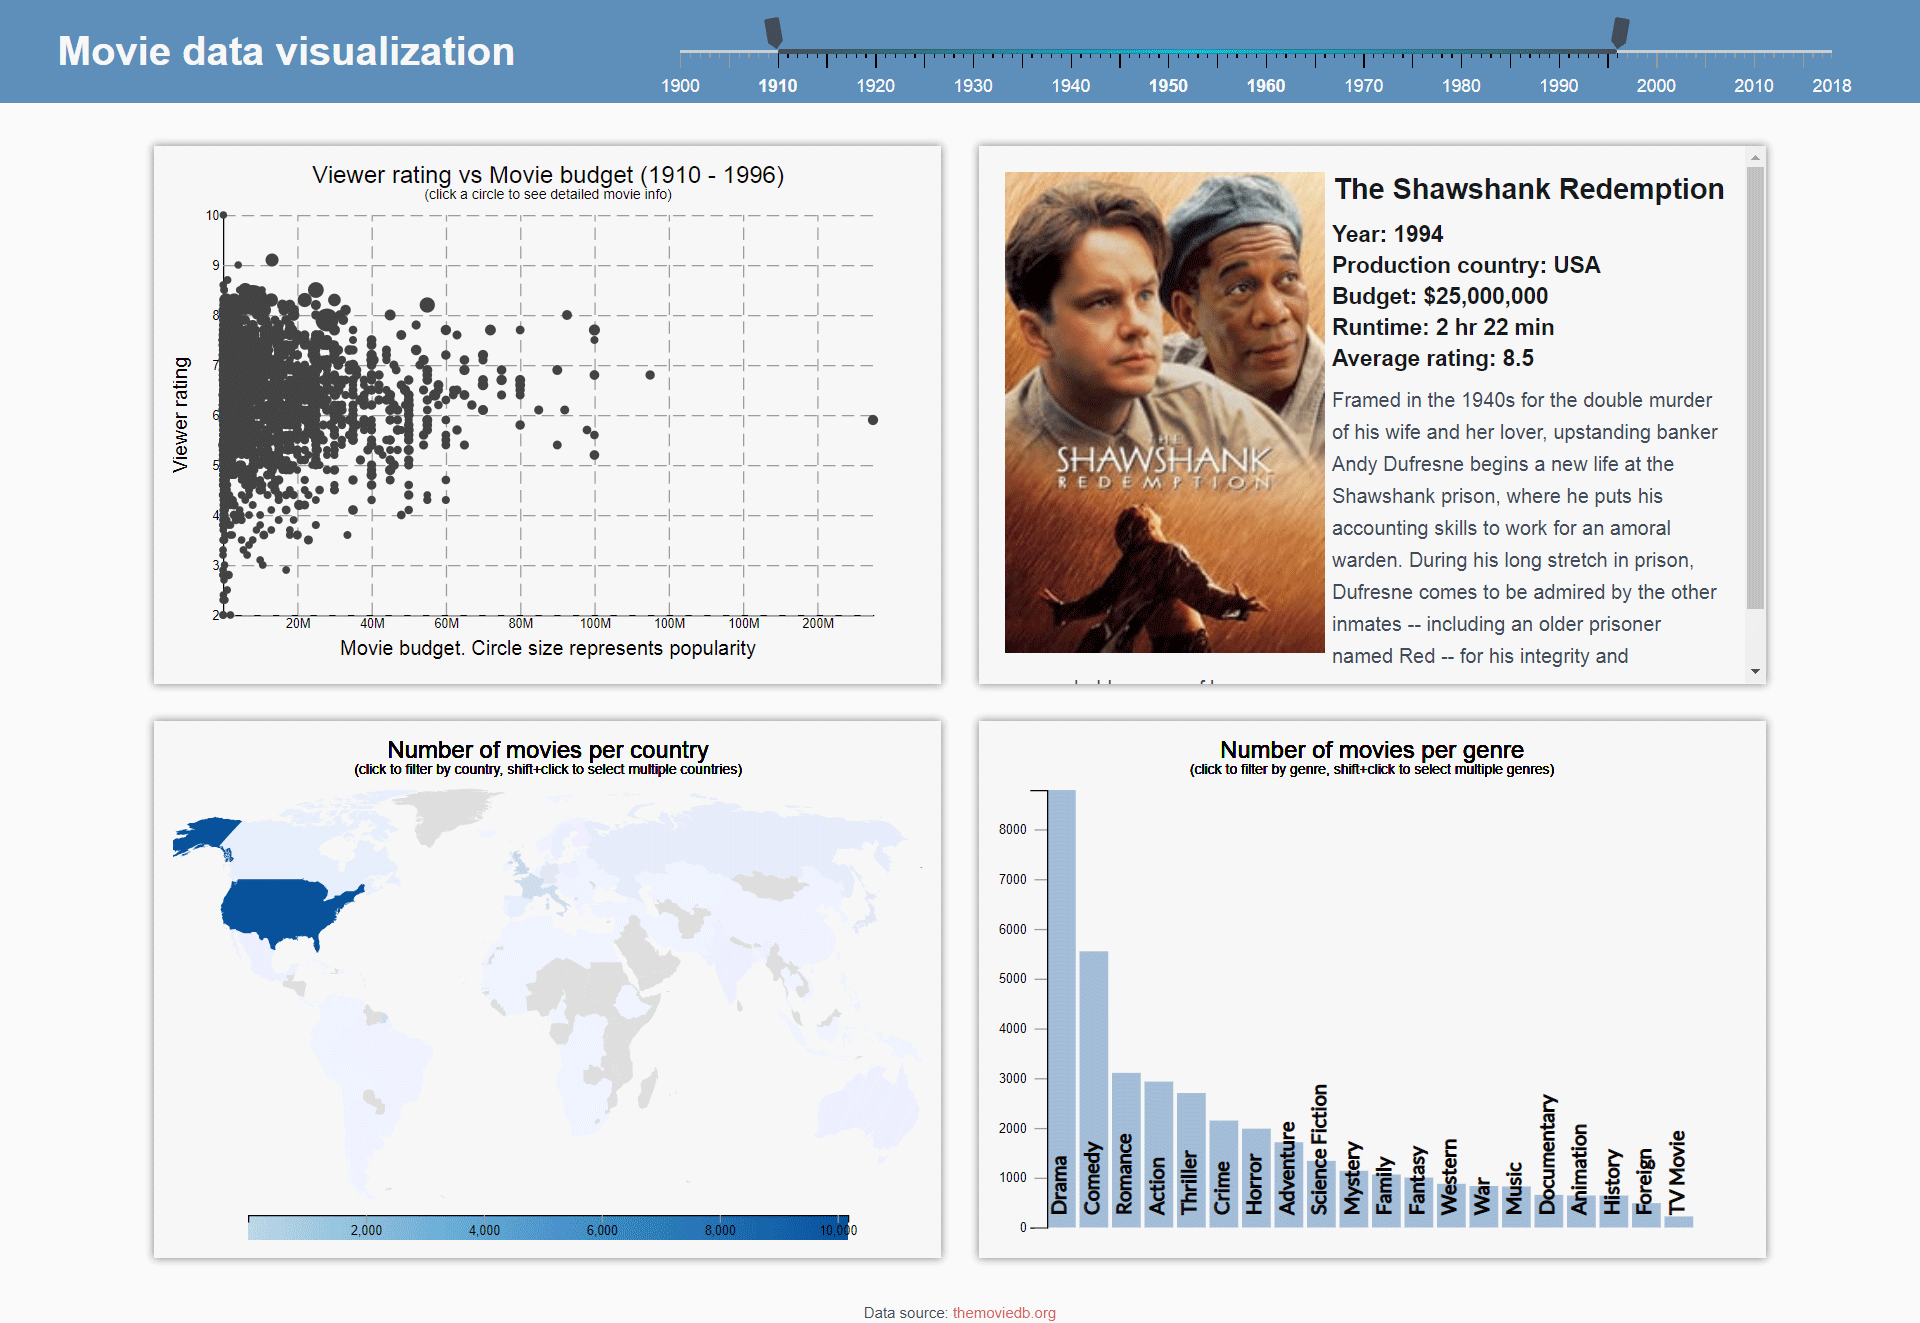 Movie data visualization
1900 1910 1920 1930 1940 1950 1960 1970 1980 1990 2000 2010 2018
Viewer rating vs Movie budget (1910 - 1996)
(click a circle to see detailed movie info)
Viewer rating
10
9
8
7
6
5
4
3
2
20M 40M 60M 80M 100M 100M 100M 200M
Movie budget. Circle size represents popularity
THE
SHAWSHANK
REDEMPTION
The Shawshank Redemption
Year: 1994
Production country: USA
Budget: $25,000,000
Runtime: 2 hr 22 min
Average rating: 8.5
Framed in the 1940s for the double murder
of his wife and her lover, upstanding banker
Andy Dufresne begins a new life at the
Shawshank prison, where he puts his
accounting skills to work for an amoral
warden. During his long stretch in prison,
Dufresne comes to be admired by the other
inmates -- including an older prisoner
named Red -- for his integrity and
Number of movies per country
(click to filter by country, shift+click to select multiple countries)
2,000 4,000 6,000 8,000 10,000
Number of movies per genre
(click to filter by genre, shift+click to select multiple genres)
8000
7000
6000
5000
4000
3000
2000
1000
0
Drama
Comedy
Romance
Action
Thriller
Crime
Horror
Adventure
Science Fiction
Mystery
Family
Fantasy
Western
War
Music
Documentary
Animation
History
Foreign
TV Movie
Data source: themoviedb.org